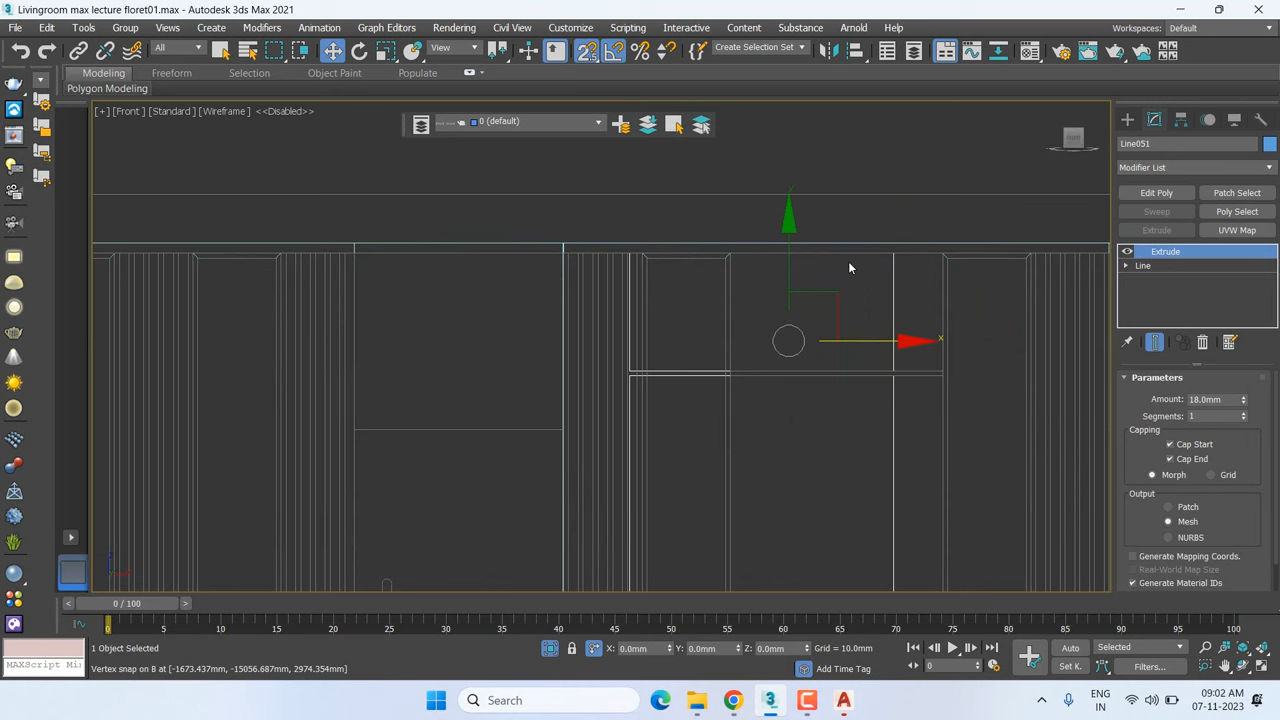 Livingroom max lecture floret01.max - Autodesk 3ds Max 2021
File Edit Tools Group Views Create Modifiers Animation Graph Editors Rendering Civil View Customize Scripting Interactive Content Substance Arnold Help
Workspaces: Default
All View Create Selection Set
Modeling Freeform Selection Object Paint Populate
Polygon Modeling
[+] [Front] [Standard] [Wireframe] <<Disabled>>
0 (default)
Line051
Modifier List
Edit Poly Patch Select
Sweep Poly Select
Extrude UVW Map
Extrude
Line
x
Parameters
Amount: 18.0mm
Segments: 1
Capping
Cap Start
Cap End
Morph Grid
Output
Patch
Mesh
NURBS
Generate Mapping Coords.
Real-World Map Size
Generate Material IDs
< 0 / 100 >
0 5 10 15 20 25 30 35 40 45 50 55 60 65 70 75 80 85 90 95 100
1 Object Selected
X: 0.0mm Y: 0.0mm Z: 0.0mm Grid = 10.0mm
Auto Selected
MAXScript Mi
Vertex snap on B at [-1673.437mm, -15056.687mm, 2974.354mm]
Add Time Tag
0
Set K. Filters...
Search
ENG
IN
09:02 AM
07-11-2023